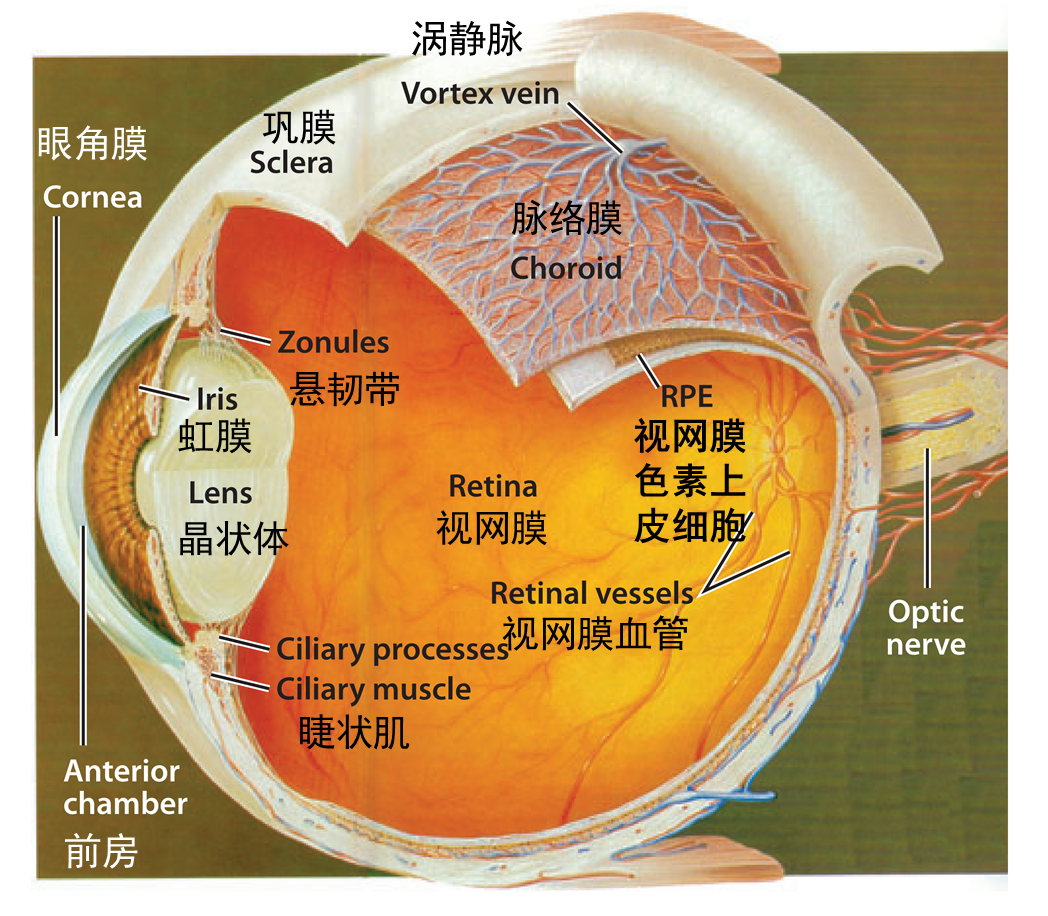 涡静脉
Vortex vein
巩膜
Sclera
眼角膜
Cornea
脉络膜
Choroid
Zonules
悬韧带
Iris
虹膜
RPE
视网膜
色素上
皮细胞
Lens
晶状体
Retina
视网膜
Retinal vessels
视网膜血管
Optic
nerve
Ciliary processes
Ciliary muscle
睫状肌
Anterior
chamber
前房